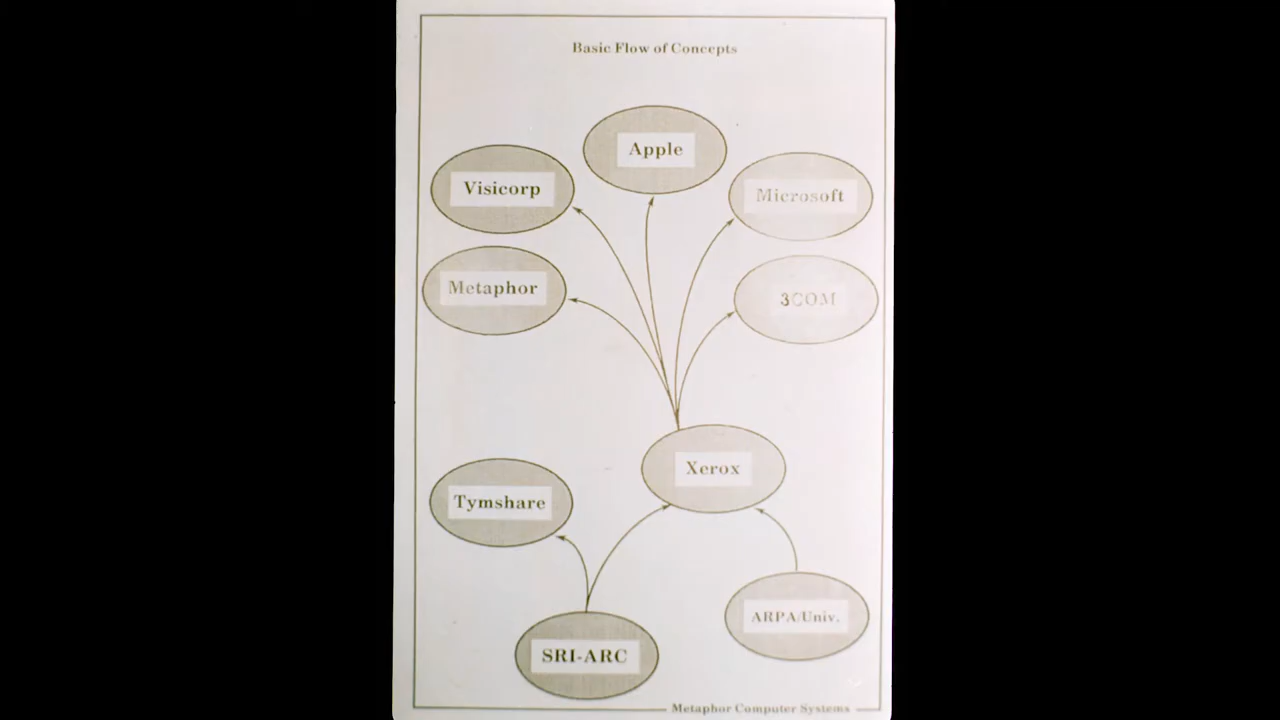 Basic Flow of Concepts
Apple
Visicorp
Microsoft
Metaphor
3COM
Xerox
Tymshare
ARPA/Univ.
SRI-ARC
Metaphor Computer Systems